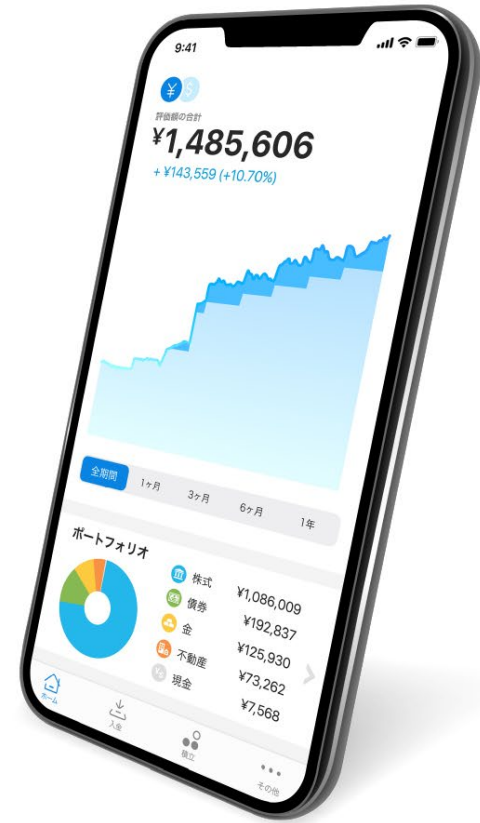 9:41
¥ $
評価額の合計
¥1,485,606
+ ¥143,559 (+10.70%)
全期間 1ヶ月 3ヶ月 6ヶ月 1年
ポートフォリオ
株式 ¥1,086,009
債券 ¥192,837
金 ¥125,930
不動産 ¥73,262
現金 ¥7,568
ホーム 入金 積立 その他